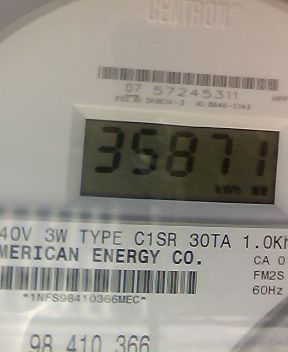 CENTRON®
07 57245311
35871
kWh
40V 3W TYPE C1SR 30TA 1.0Kh
MERICAN ENERGY CO.
CA 0
FM2S
60Hz
*1NFS98410366MEC*
98 410 366